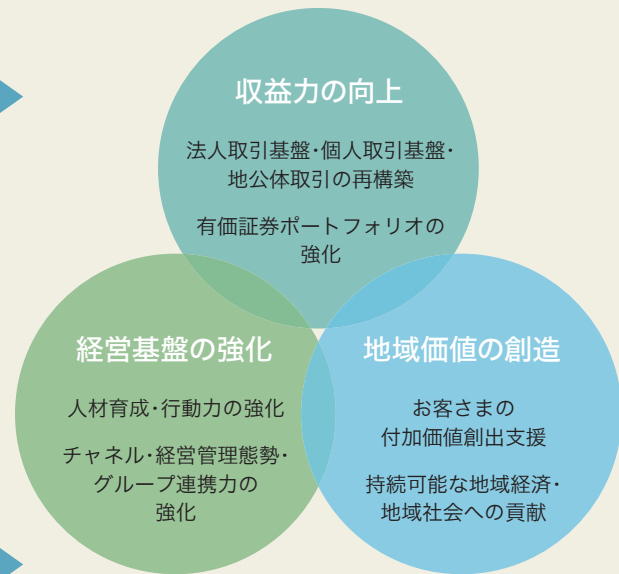 収益力の向上
法人取引基盤・個人取引基盤・
地公体取引の再構築
有価証券ポートフォリオの
強化
経営基盤の強化
人材育成・行動力の強化
チャネル・経営管理態勢・
グループ連携力の
強化
地域価値の創造
お客さまの
付加価値創出支援
持続可能な地域経済・
地域社会への貢献